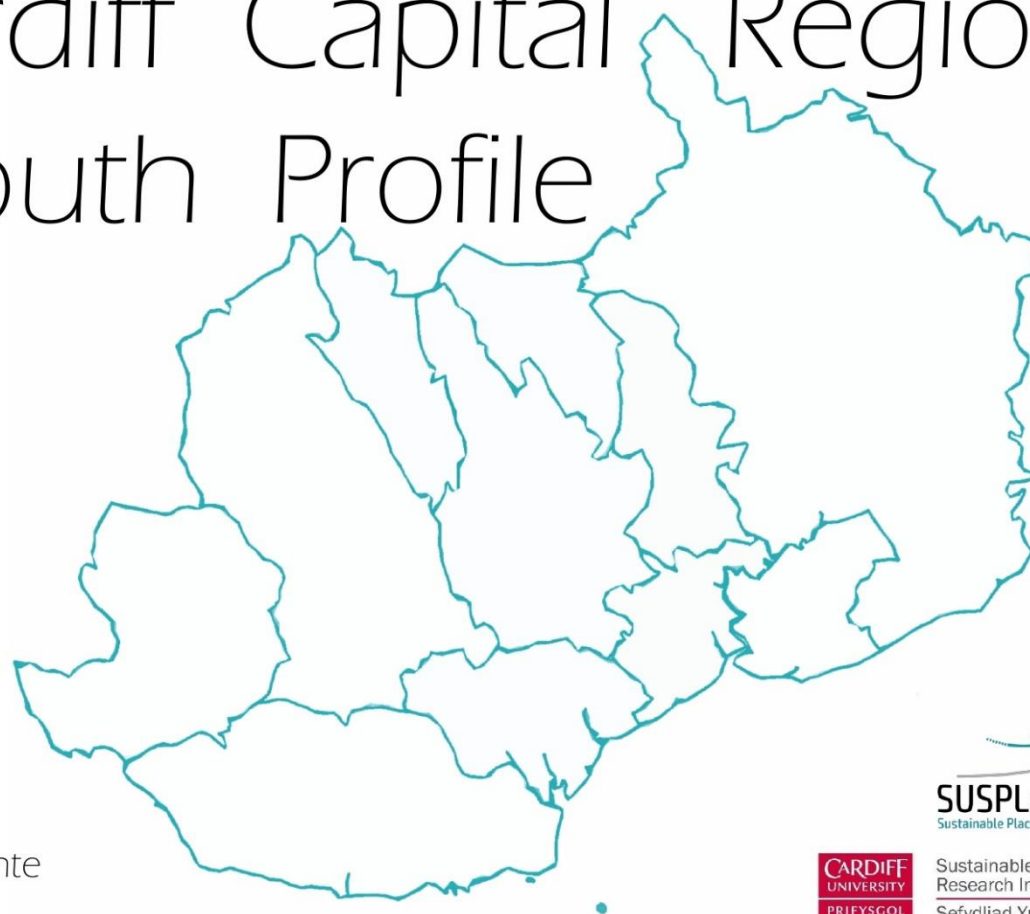 rdiff Capital Regio
outh Profile
nte
SUSPL
Sustainable Plac
CARDIFF
UNIVERSITY
PRIFYSGOL
Sustainable
Research In
Sefydliad Y